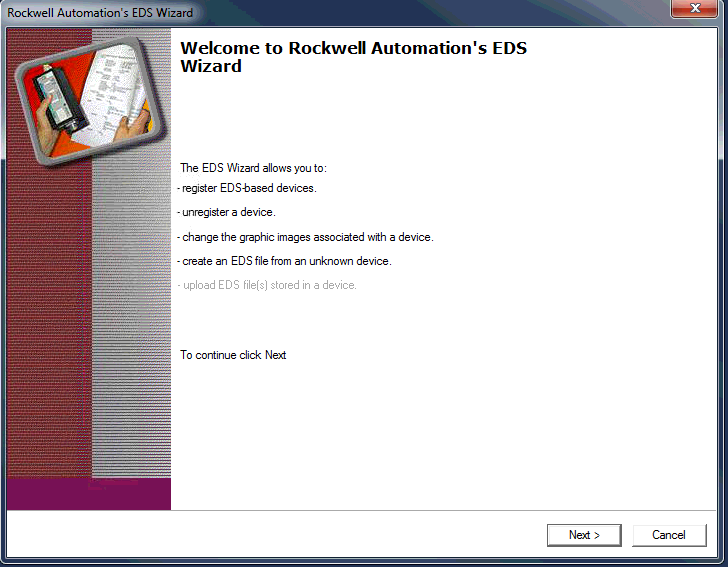 Rockwell Automation's EDS Wizard
Welcome to Rockwell Automation's EDS
Wizard
The EDS Wizard allows you to:
- register EDS-based devices.
- unregister a device.
- change the graphic images associated with a device.
- create an EDS file from an unknown device.
- upload EDS file(s) stored in a device.
To continue click Next
Next >
Cancel